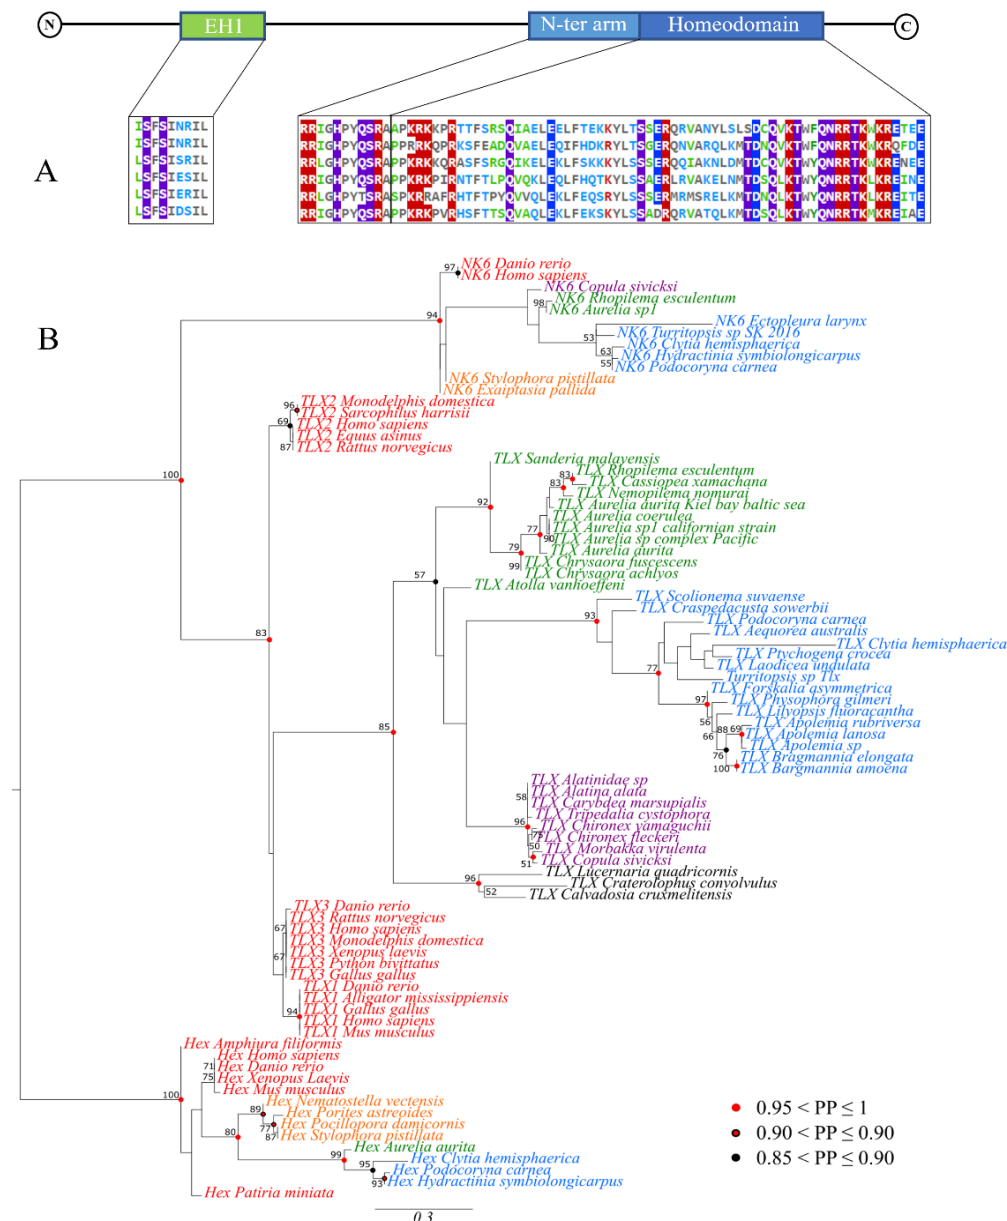 N
EH1
N-ter arm
Homeodomain
C
A
ISFSINRIL
ISFSINRIL
LSFSISRIL
LSFSIESIL
LSFSIERIL
LSFSIDSIL
RRIGHPYQSRAAPKRKKPRTTFSRSQIAELEELFTEKKYLTSSERQRVANYLSLSDCQVKTWFQNRRTKWKRETEE
RRIGHPYQSRAPPRRKQPRKSFEADQVAELEQIFHDKRYLTSGERQNVARQLKMTDNQVKTWFQNRRTKWKRQFDE
RRLGHPYQSRAPPKRKKQRASFSRGQIKELEEKFLKQKYLSSSERQQIAKNLDMTDCQVKTWYQNRRTKWKRENEE
RRIGHPYQSRAPPKRKPIRNTFTLPQVQKLEQLFHQTKYLSSAERLRVAKELNMTDSQLKTWYQNRRTKWKREINE
RRLGHPYTSRASPKRRAFRHTFTPYQVVQLEKLFEQSRYLSSSERMRMSRELKMTDSQVKTWYQNRRTKLKREITE
RRIGHPYQSRAPPKRKPVRHSFTTSQVAQLEKLFEKSKYLSSADRQRVATQLKMTDNQLKTWYQNRRTKMKREIAE
B
97 NK6 Danio rerio
NK6 Homo sapiens
NK6 Copula sivicksi
98 NK6 Rhopilema esculentum
NK6 Aurelia sp1
94
NK6 Ectopleura larynx
53 NK6 Turritopsis sp SK 2016
63 NK6 Clytia hemisphaerica
NK6 Hydractinia symbiolongicarpus
55 NK6 Podocoryna carnea
NK6 Stylophora pistillata
NK6 Exaiptasia pallida
96 TLX2 Monodelphis domestica
TLX2 Sarcophilus harrisii
69 TLX2 Homo sapiens
TLX2 Equus asinus
87 TLX2 Rattus norvegicus
100
TLX Sanderia malayensis
83 TLX Rhopilema esculentum
83 TLX Cassiopea xamachana
TLX Nemopilema nomurai
92 TLX Aurelia aurita Kiel bay baltic sea
TLX Aurelia coerulea
77 TLX Aurelia sp1 californian strain
90 TLX Aurelia sp complex Pacific
79 TLX Aurelia aurita
TLX Chrysaora fuscescens
99 TLX Chrysaora achlyos
57
TLX Atolla vanhoeffeni
93 TLX Scolionema suvaense
TLX Craspedacusta sowerbii
TLX Podocoryna carnea
TLX Aequorea australis
83
TLX Clytia hemisphaerica
TLX Ptychogena crocea
77 TLX Laodicea undulata
Turritopsis sp Tlx
TLX Forskalia asymmetrica
97 TLX Physophora gilmeri
TLX Lilyopsis fluoracantha
56 TLX Apolemia rubriversa
85
66 88 69 TLX Apolemia lanosa
TLX Apolemia sp
76 TLX Bragmannia elongata
100 TLX Bargmannia amoena
TLX Alatinidae sp
TLX Alatina alata
58 TLX Carybdea marsupialis
TLX Tripedalia cystophora
96 TLX Chironex yamaguchii
75 TLX Chironex fleckeri
50 TLX Morbakka virulenta
51 TLX Copula sivicksi
96 TLX Lucernaria quadricornis
TLX Craterolophus convolvulus
52 TLX Calvadosia cruxmelitensis
TLX3 Danio rerio
TLX3 Rattus norvegicus
67 TLX3 Homo sapiens
TLX3 Monodelphis domestica
67 TLX3 Xenopus laevis
TLX3 Python bivittatus
TLX3 Gallus gallus
TLX1 Danio rerio
TLX1 Alligator mississippiensis
94 TLX1 Gallus gallus
TLX1 Homo sapiens
TLX1 Mus musculus
Hex Amphiura filiformis
Hex Homo sapiens
71 Hex Danio rerio
75 Hex Xenopus Laevis
Hex Mus musculus
100
Hex Nematostella vectensis
89 Hex Porites astreoides
77 Hex Pocillopora damicornis
80 87 Hex Stylophora pistillata
Hex Aurelia aurita
99 Hex Clytia hemisphaerica
95 Hex Podocoryna carnea
93 Hex Hydractinia symbiolongicarpus
Hex Patiria miniata
0.3
0.95 < PP ≤ 1
0.90 < PP ≤ 0.90
0.85 < PP ≤ 0.90